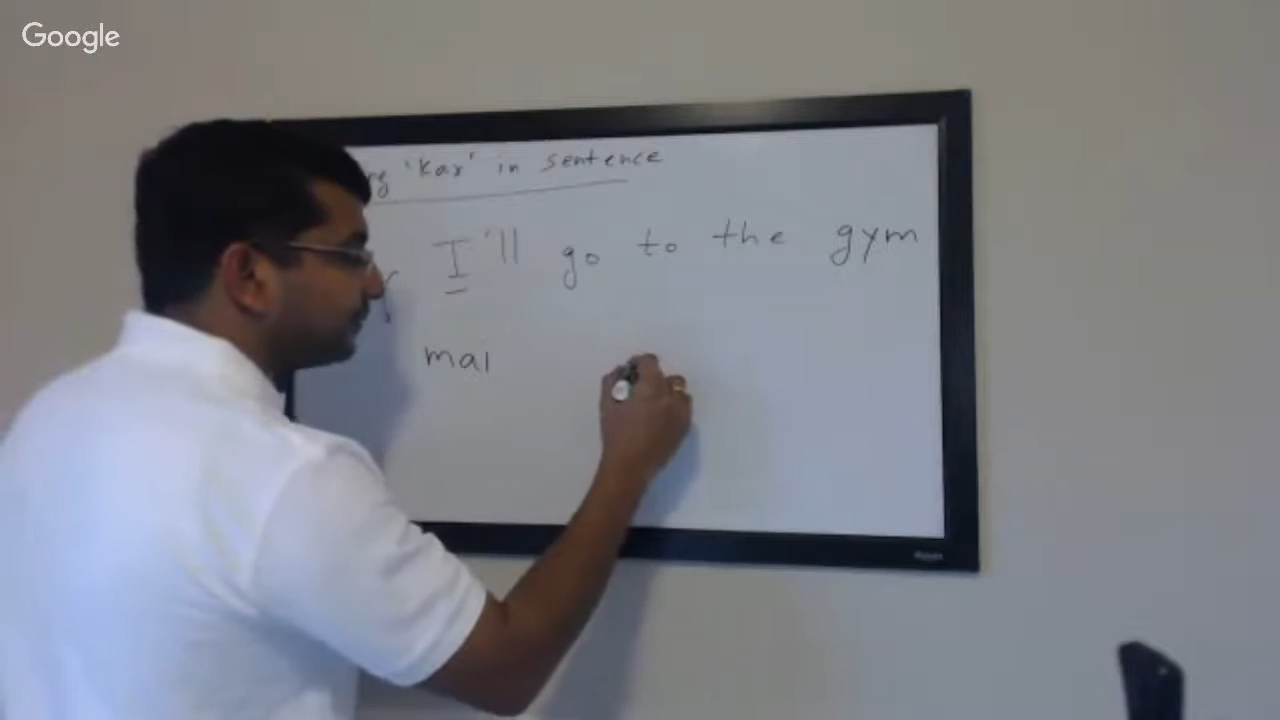 Google
'Kar' in sentence
I'll go to the gym
mai